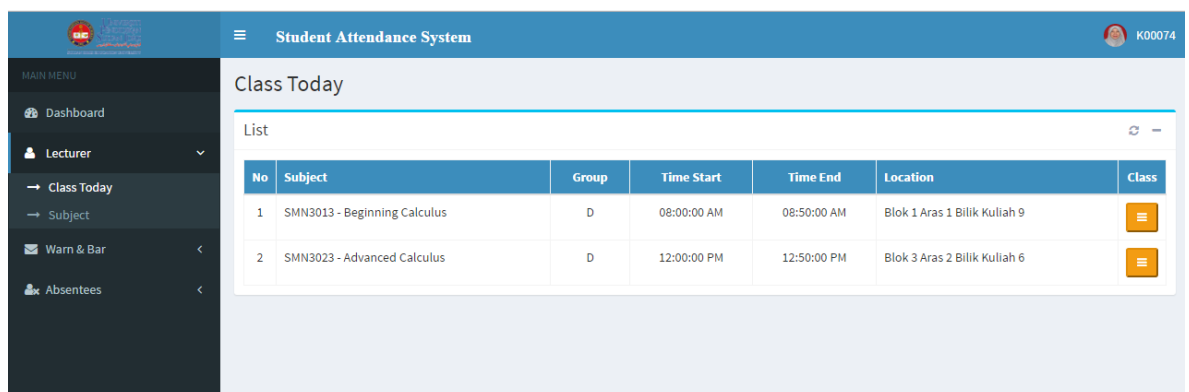 Student Attendance System
K00074
MAIN MENU
Dashboard
Lecturer
Class Today
Subject
Warn & Bar
Absentees
Class Today
List
No Subject Group Time Start Time End Location Class
1 SMN3013 - Beginning Calculus D 08:00:00 AM 08:50:00 AM Blok 1 Aras 1 Bilik Kuliah 9
2 SMN3023 - Advanced Calculus D 12:00:00 PM 12:50:00 PM Blok 3 Aras 2 Bilik Kuliah 6